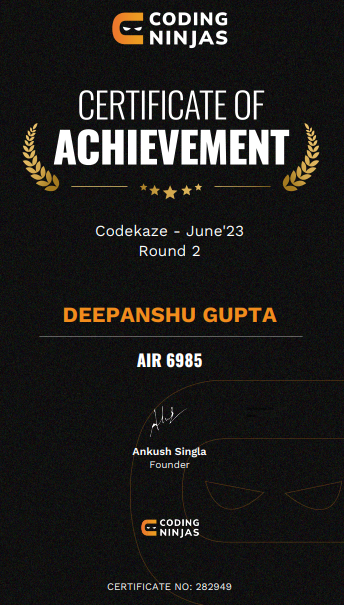 CODING
NINJAS
CERTIFICATE OF
ACHIEVEMENT
Codekaze - June'23
Round 2
DEEPANSHU GUPTA
AIR 6985
Ankush Singla
Founder
CODING
NINJAS
CERTIFICATE NO: 282949